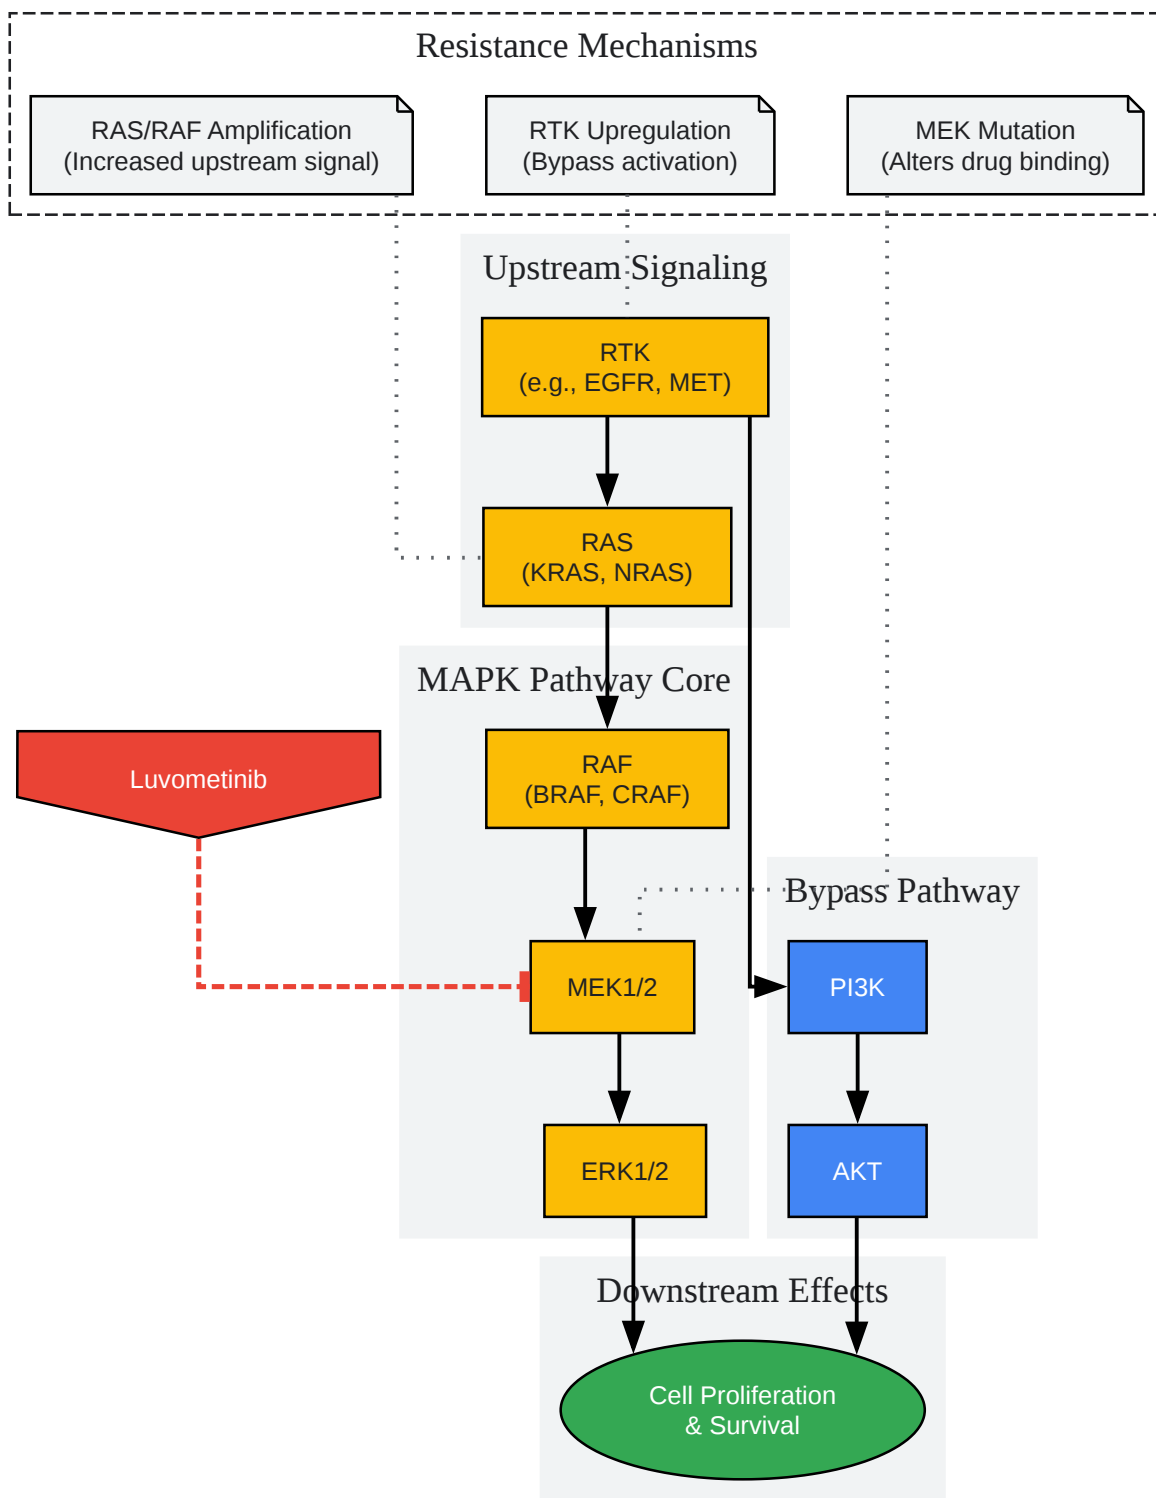 Resistance Mechanisms
RAS/RAF Amplification
(Increased upstream signal)
RTK Upregulation
(Bypass activation)
MEK Mutation
(Alters drug binding)
Upstream Signaling
RTK
(e.g., EGFR, MET)
RAS
(KRAS, NRAS)
MAPK Pathway Core
RAF
(BRAF, CRAF)
Luvometinib
Bypass Pathway
MEK1/2
PI3K
ERK1/2
AKT
Downstream Effects
Cell Proliferation
& Survival